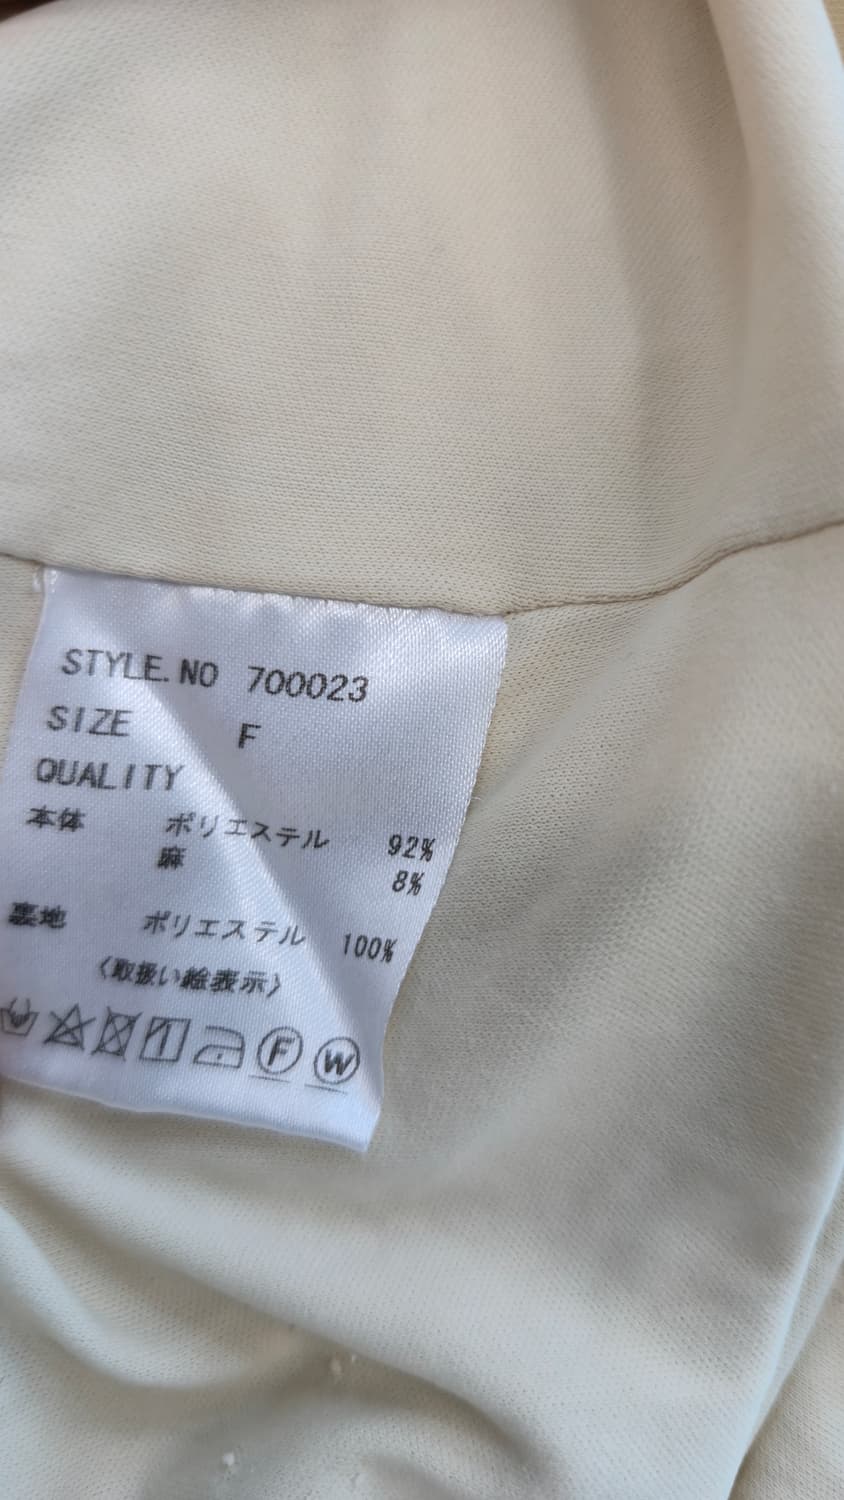 STYLE.NO 700023
SIZE F
QUALITY
本体 ポリエステル 92%
麻 8%
裏地 ポリエステル 100%
〈取扱い絵表示〉
F W